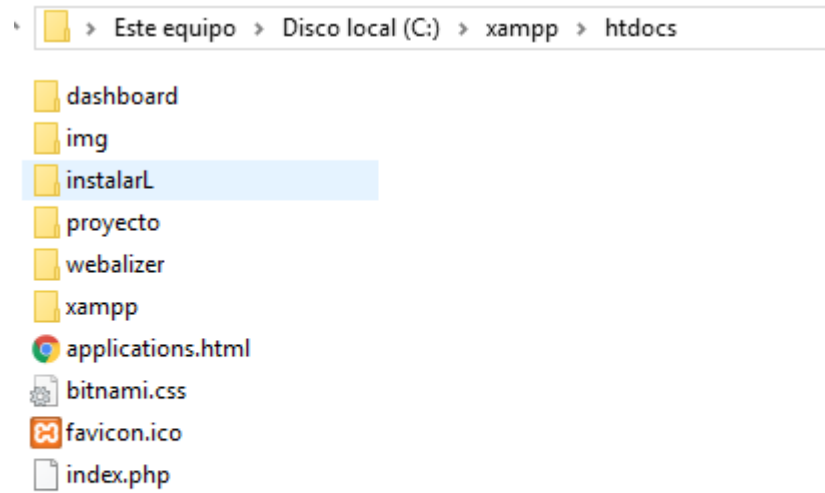 Este equipo > Disco local (C:) > xampp > htdocs
dashboard
img
instalarL
proyecto
webalizer
xampp
applications.html
bitnami.css
favicon.ico
index.php